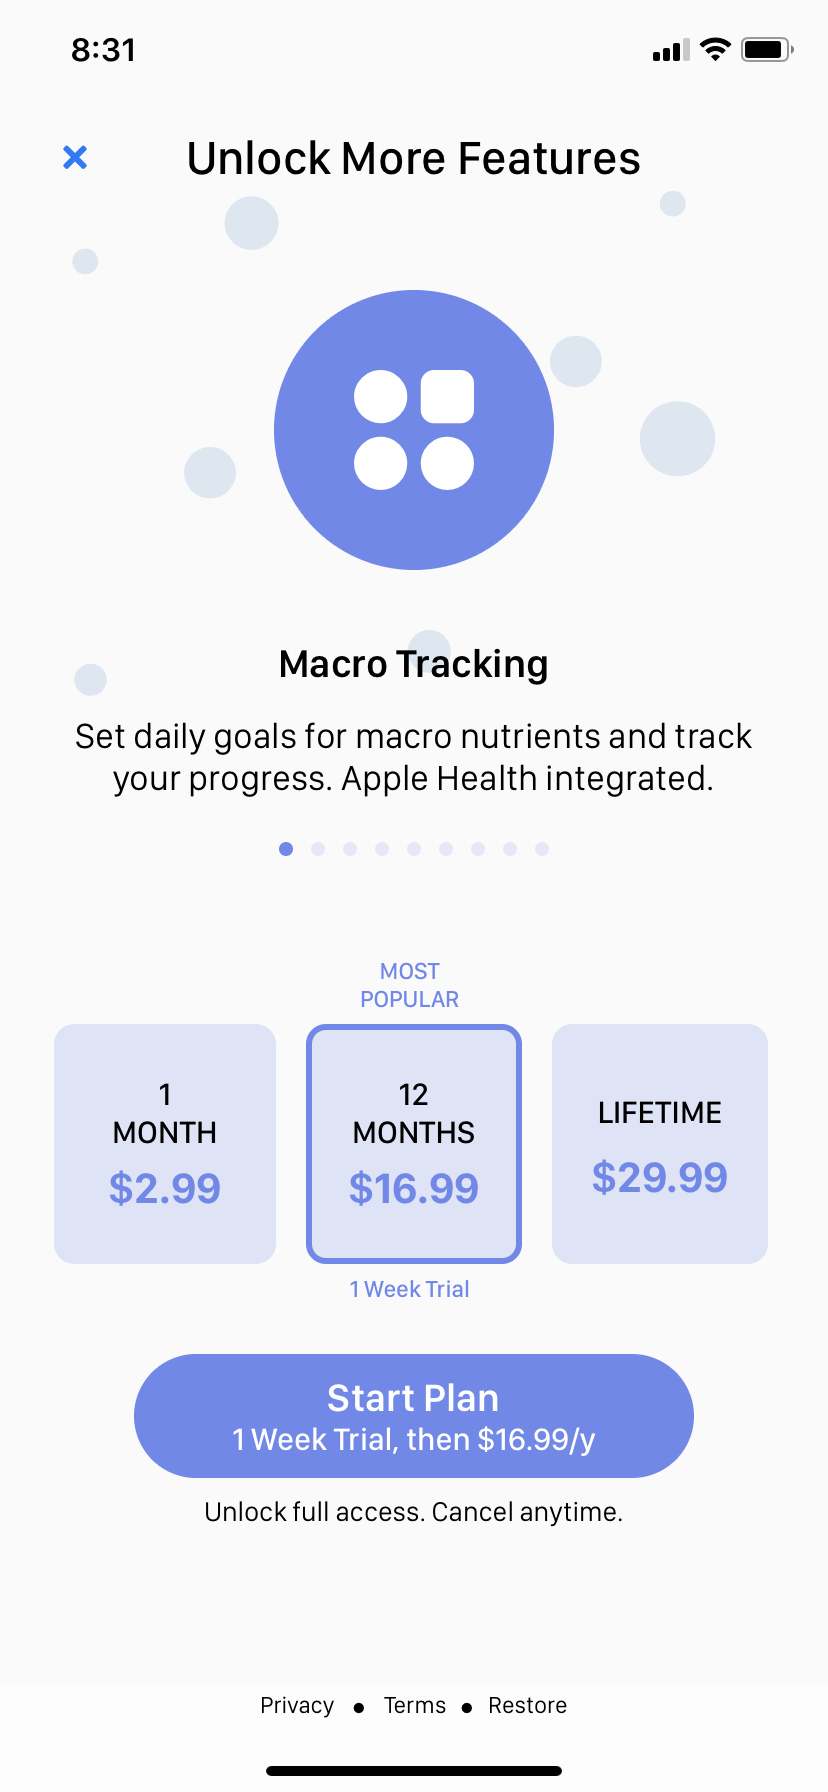 8:31
Unlock More Features
Macro Tracking
Set daily goals for macro nutrients and track
your progress. Apple Health integrated.
MOST
POPULAR
1
MONTH
$2.99
12
MONTHS
$16.99
LIFETIME
$29.99
1 Week Trial
Start Plan
1 Week Trial, then $16.99/y
Unlock full access. Cancel anytime.
Privacy ● Terms ● Restore